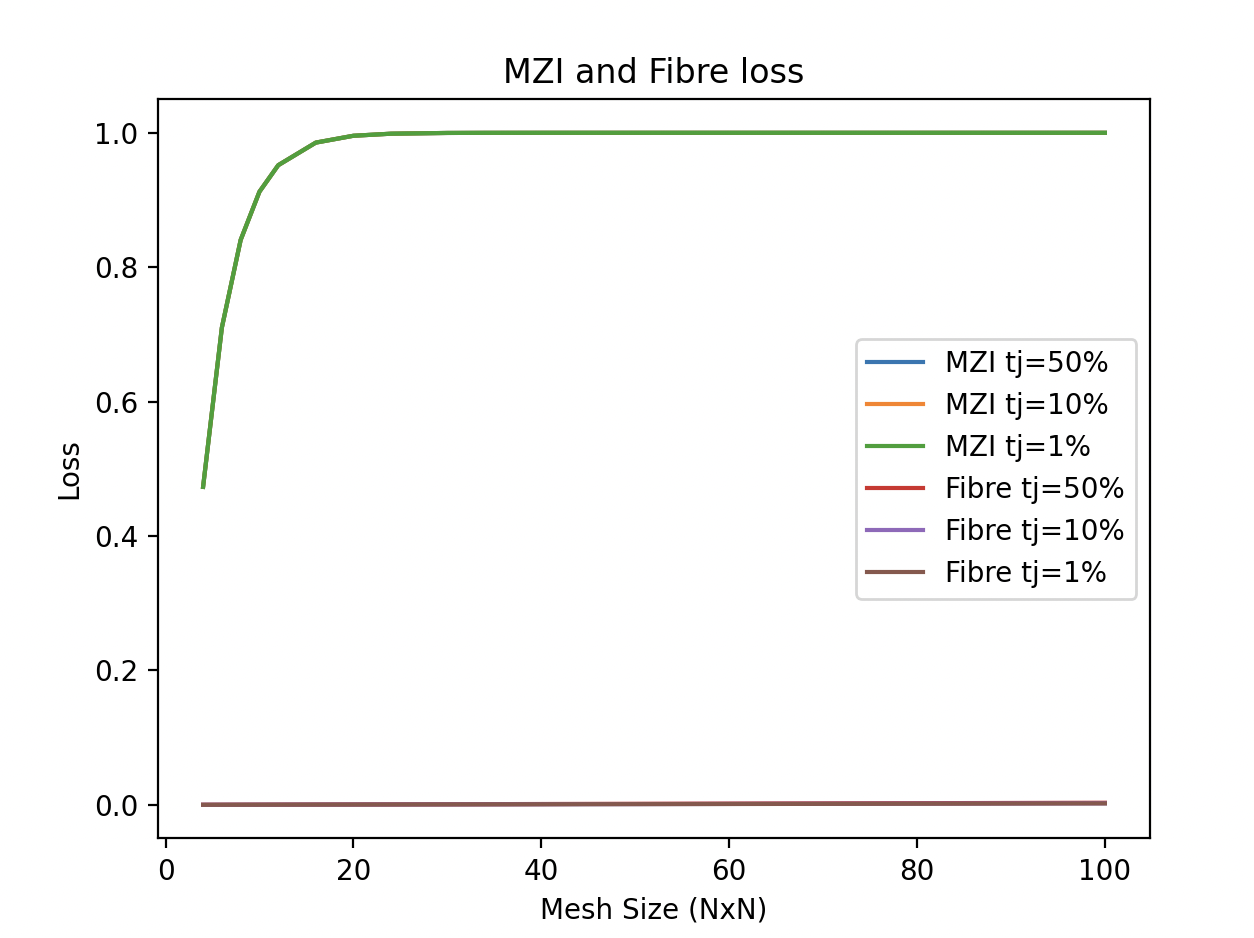 MZI and Fibre loss
1.0
0.8
0.6
0.4
0.2
0.0
Loss
MZI tj=50%
MZI tj=10%
MZI tj=1%
Fibre tj=50%
Fibre tj=10%
Fibre tj=1%
0 20 40 60 80 100
Mesh Size (NxN)